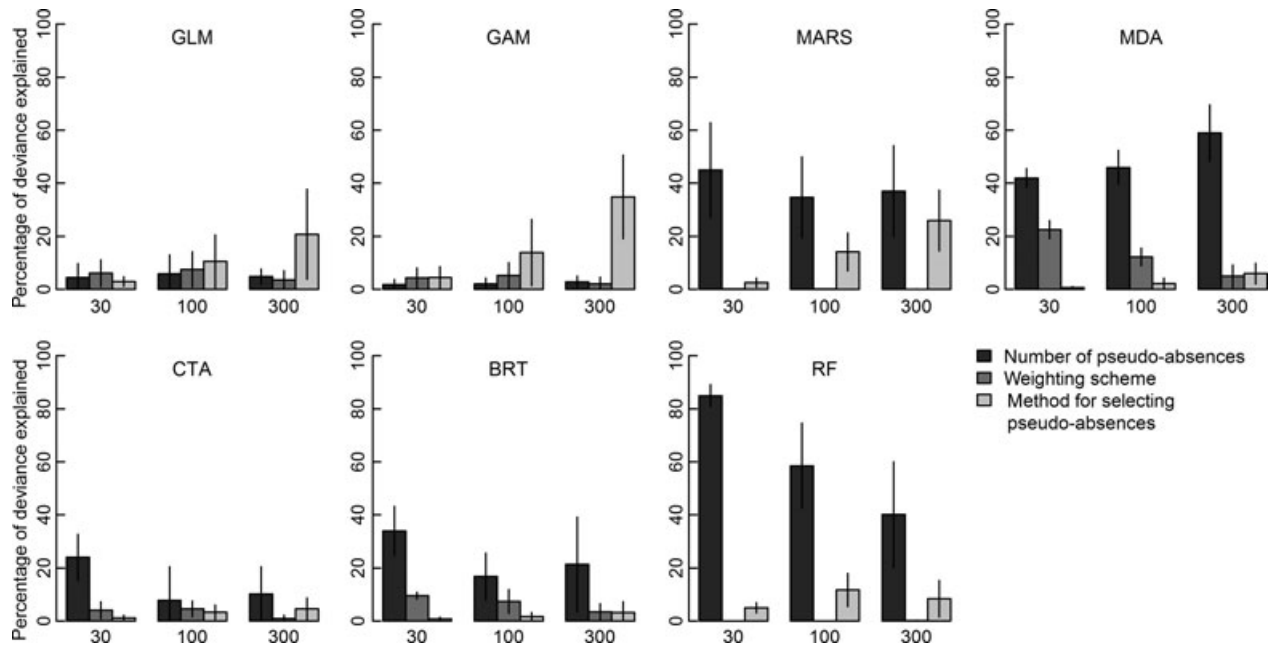 GLM
GAM
MARS
MDA
Percentage of deviance explained
0 20 40 60 80 100
30 100 300
0 20 40 60 80 100
30 100 300
0 20 40 60 80 100
30 100 300
0 20 40 60 80 100
30 100 300
CTA
BRT
RF
Percentage of deviance explained
0 20 40 60 80 100
30 100 300
0 20 40 60 80 100
30 100 300
0 20 40 60 80 100
30 100 300
Number of pseudo-absences
Weighting scheme
Method for selecting
pseudo-absences